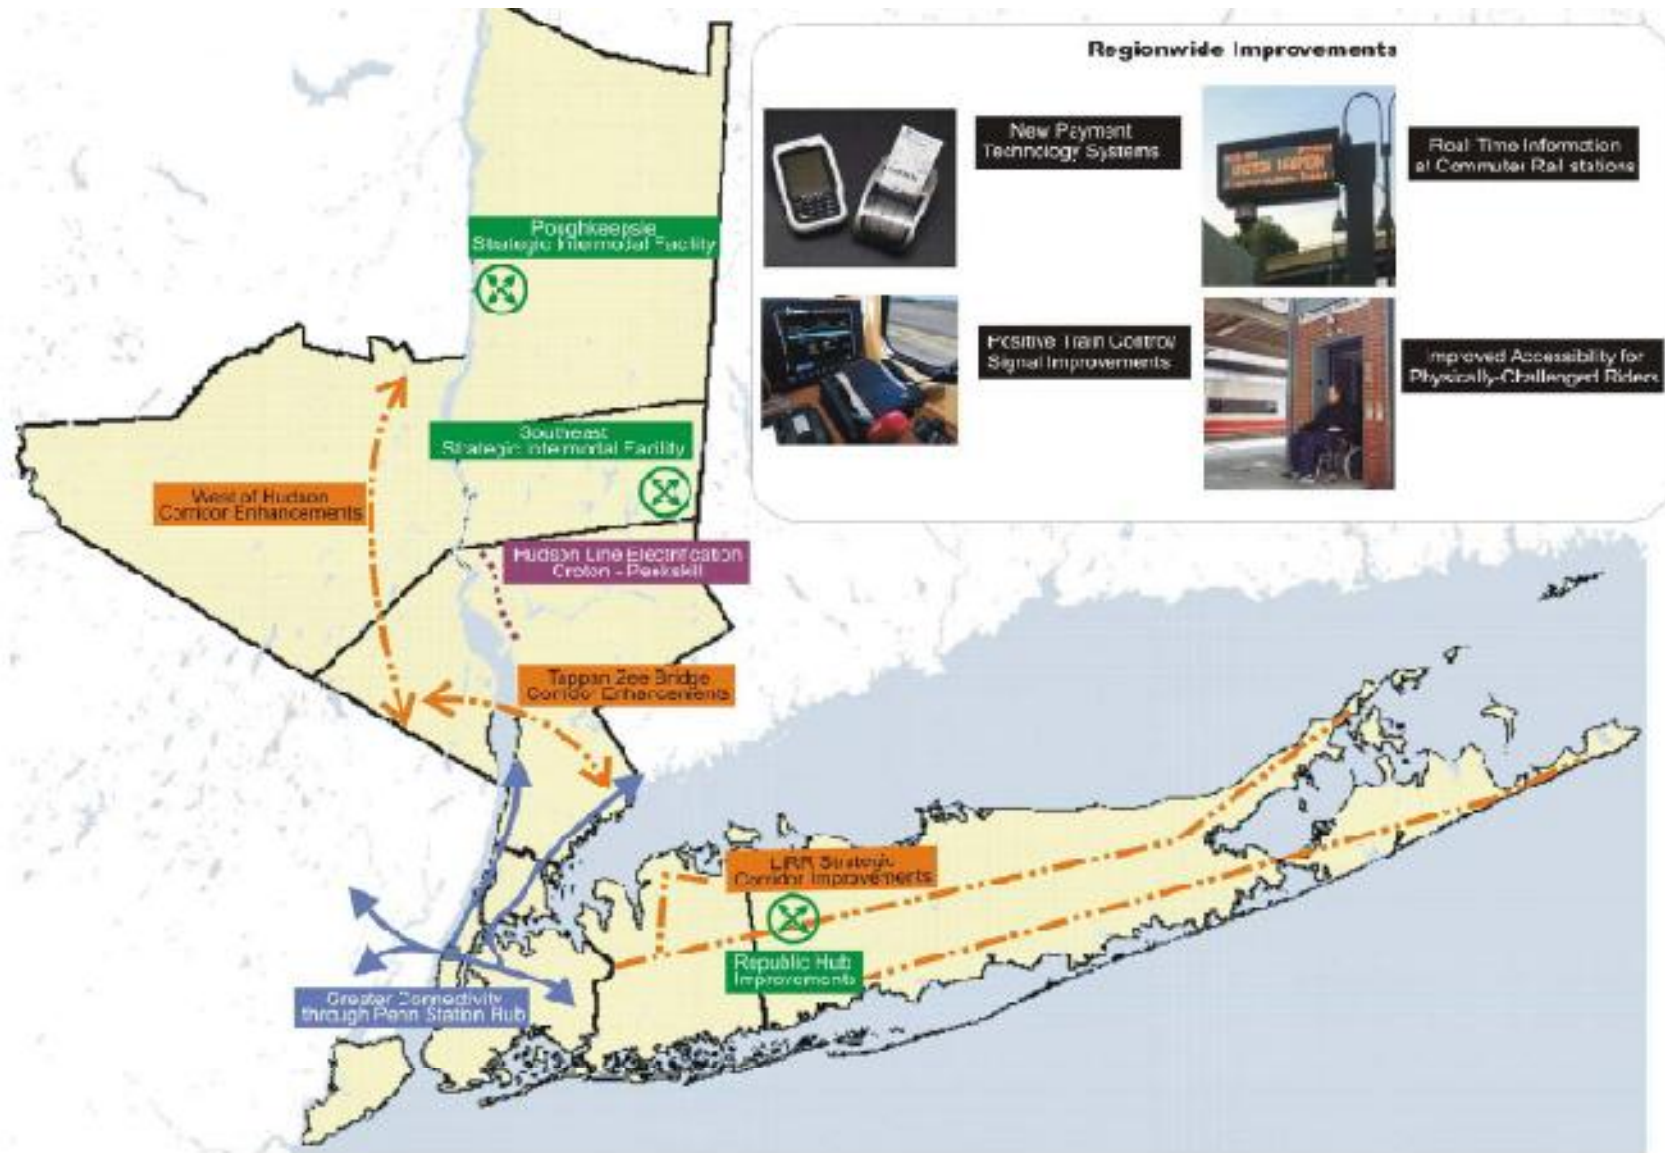 Regionwide Improvements
New Payment
Technology Systems
Real-Time Information
at Commuter Rail stations
Positive Train Control/
Signal Improvements
Improved Accessibility for
Physically-Challenged Riders
Poughkeepsie
Strategic Intermodal Facility
Southeast
Strategic Intermodal Facility
West of Hudson
Corridor Enhancements
Hudson Line Electrification
Croton - Peekskill
Tappan Zee Bridge
Corridor Enhancements
LIRR Strategic
Corridor Improvements
Republic Hub
Improvements
Greater Connectivity
through Penn Station Hub